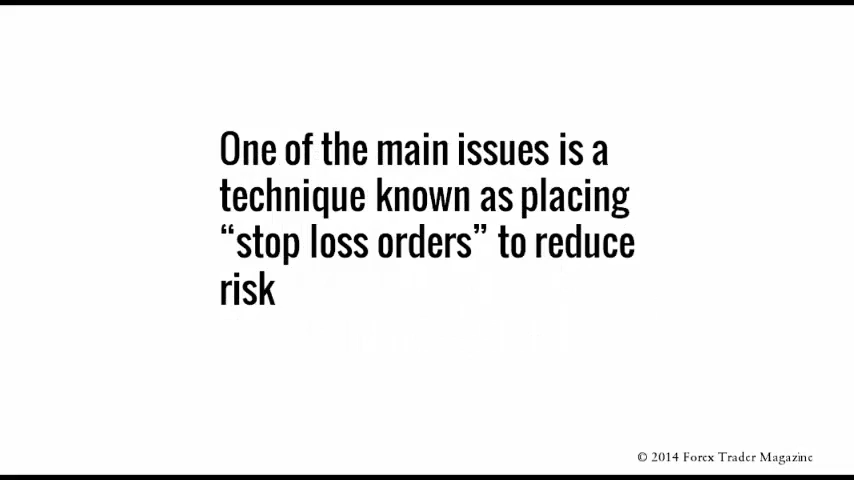 One of the main issues is a
technique known as placing
“stop loss orders” to reduce
risk
© 2014 Forex Trader Magazine